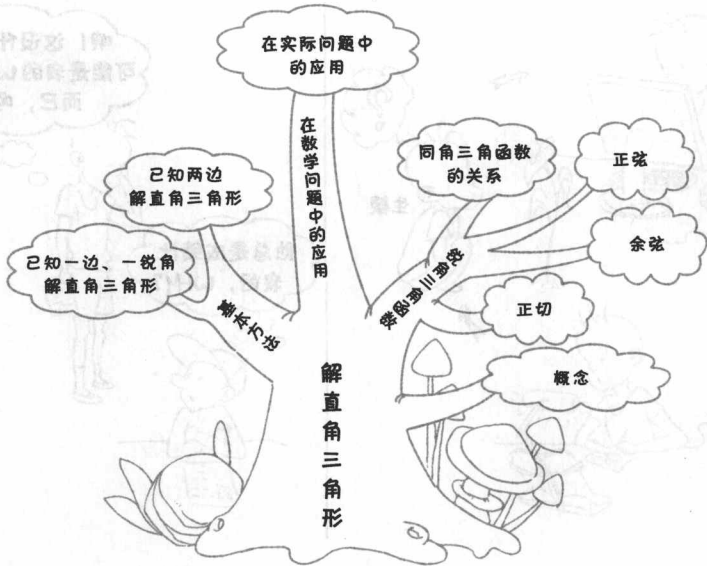 在实际问题中
的应用
在数学问题中的应用
已知两边
解直角三角形
已知一边、一锐角
解直角三角形
基本方法
同角三角函数
的关系
正弦
余弦
正切
锐角三角函数
概念
解直角三角形